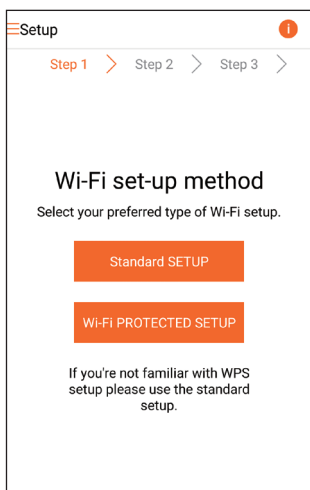 Setup
Step 1 Step 2 Step 3
Wi-Fi set-up method
Select your preferred type of Wi-Fi setup.
Standard SETUP
Wi-Fi PROTECTED SETUP
If you're not familiar with WPS
setup please use the standard
setup.